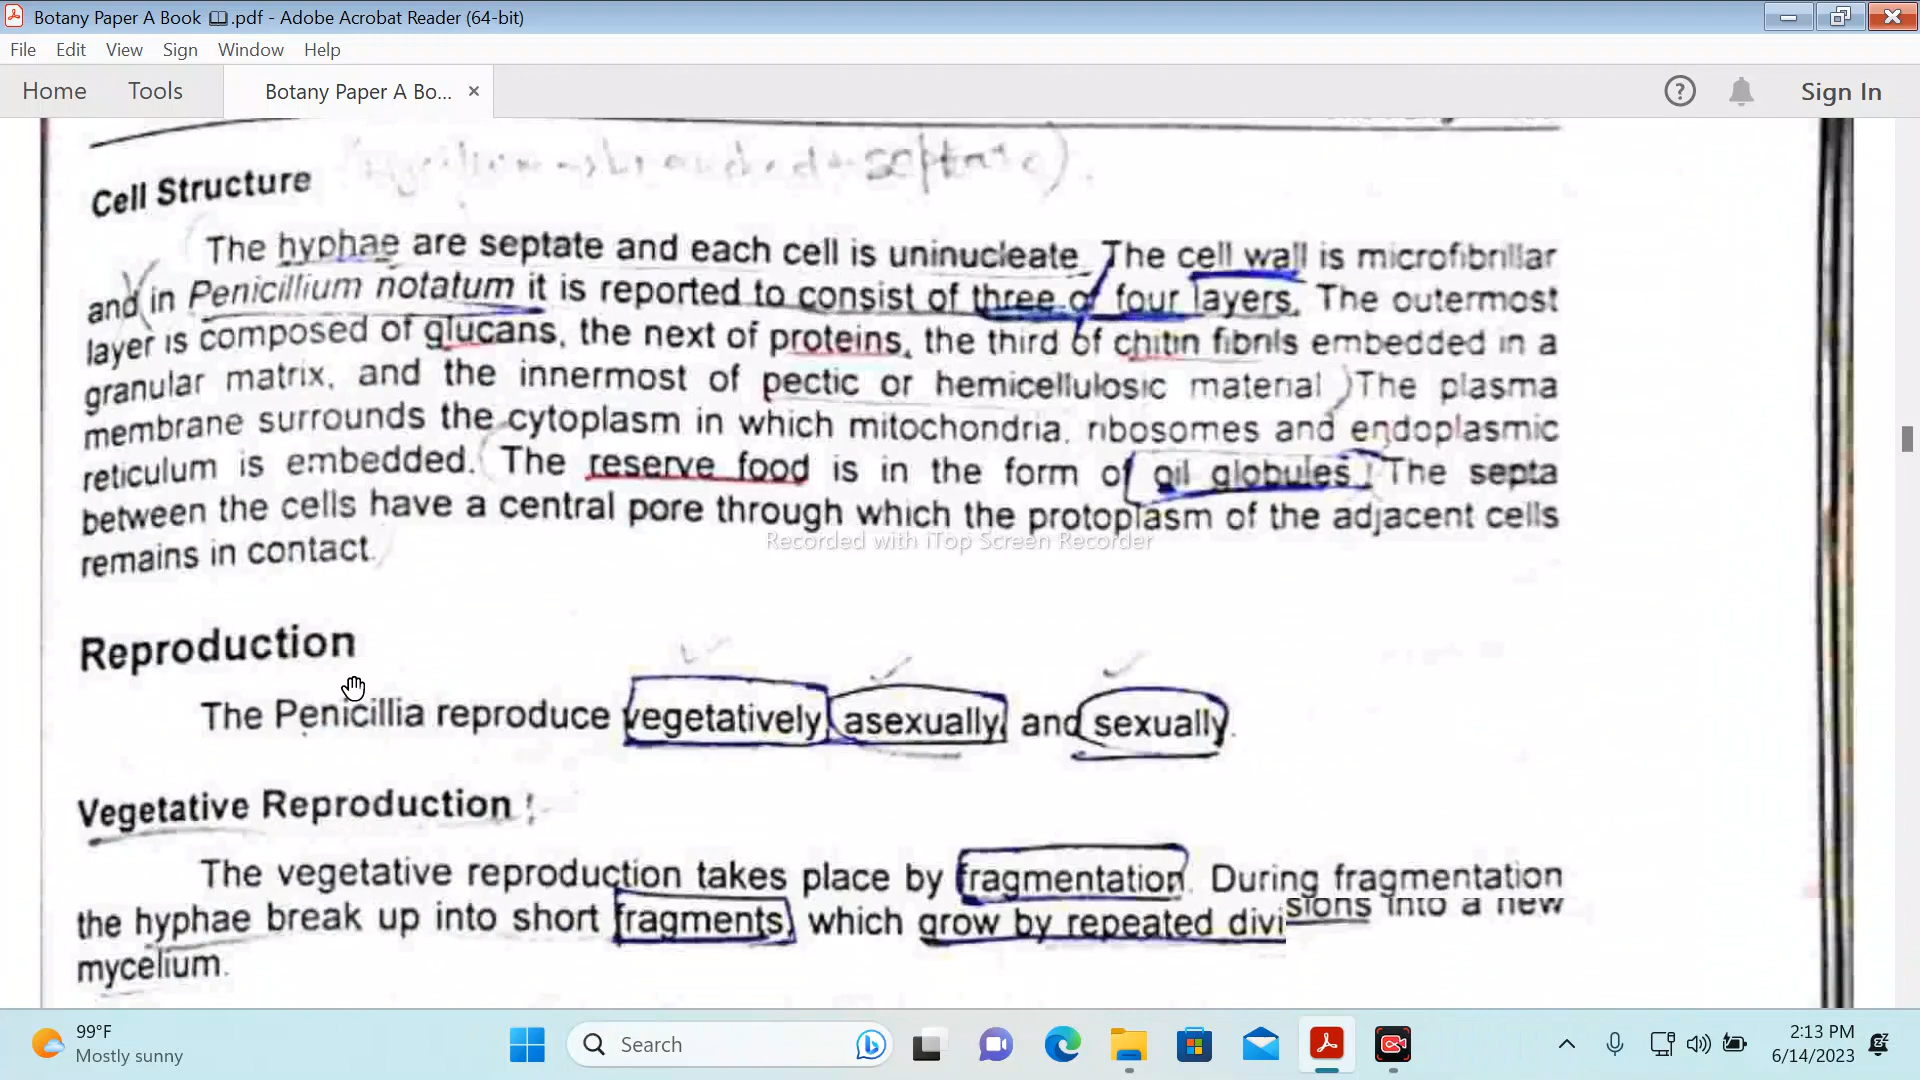 Botany Paper A Book 📖.pdf - Adobe Acrobat Reader (64-bit)
File Edit View Sign Window Help
Home Tools Botany Paper A Bo... × ? Sign In
septate).
Cell Structure
The hyphae are septate and each cell is uninucleate. The cell wall is microfibrillar
and in Penicillium notatum it is reported to consist of three or four layers. The outermost
layer is composed of glucans, the next of proteins, the third of chitin fibrils embedded in a
granular matrix, and the innermost of pectic or hemicellulosic material. The plasma
membrane surrounds the cytoplasm in which mitochondria, ribosomes and endoplasmic
reticulum is embedded. The reserve food is in the form of oil globules. The septa
between the cells have a central pore through which the protoplasm of the adjacent cells
remains in contact.
Recorded with iTop Screen Recorder
Reproduction
The Penicillia reproduce vegetatively, asexually, and sexually.
Vegetative Reproduction :
The vegetative reproduction takes place by fragmentation. During fragmentation
the hyphae break up into short fragments, which grow by repeated divisions into a new
mycelium.
99°F
Mostly sunny
Search
2:13 PM
6/14/2023